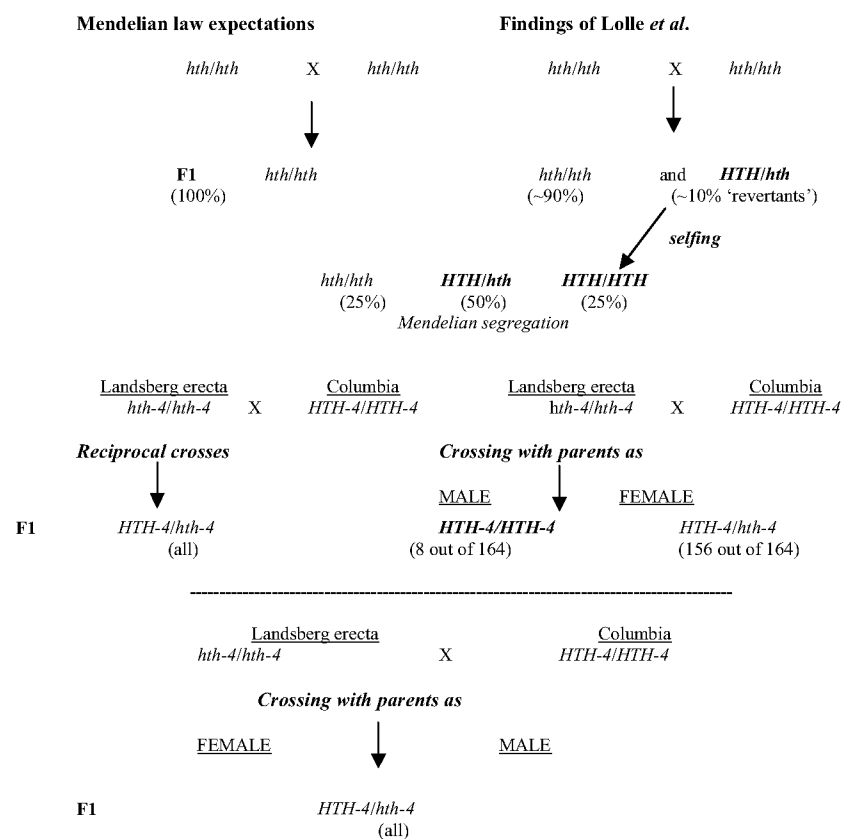 Mendelian law expectations Findings of Lolle et al.
hth/hth X hth/hth hth/hth X hth/hth
F1 hth/hth hth/hth and HTH/hth
(100%) (~90%) (~10% ‘revertants’)
selfing
hth/hth HTH/hth HTH/HTH
(25%) (50%) (25%)
Mendelian segregation
Landsberg erecta Columbia Landsberg erecta Columbia
hth-4/hth-4 X HTH-4/HTH-4 hth-4/hth-4 X HTH-4/HTH-4
Reciprocal crosses Crossing with parents as
MALE FEMALE
F1 HTH-4/hth-4 HTH-4/HTH-4 HTH-4/hth-4
(all) (8 out of 164) (156 out of 164)
Landsberg erecta Columbia
hth-4/hth-4 X HTH-4/HTH-4
Crossing with parents as
FEMALE MALE
F1 HTH-4/hth-4
(all)